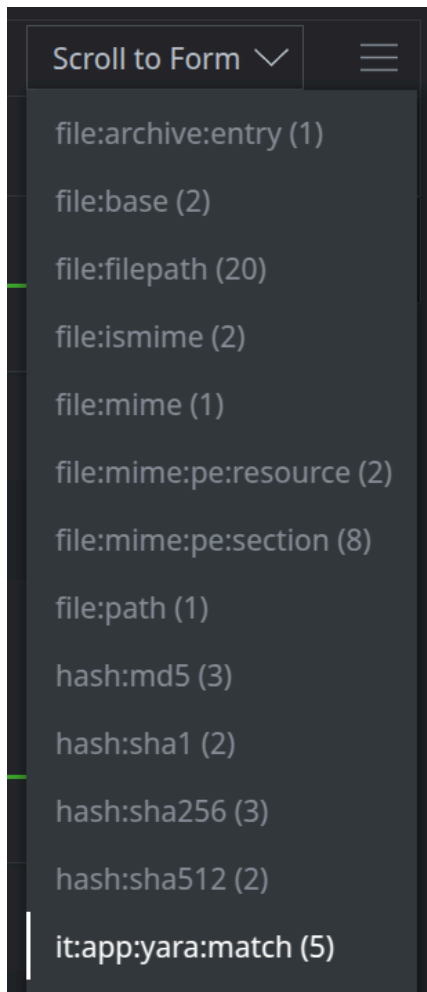 Scroll to Form
file:archive:entry (1)
file:base (2)
file:filepath (20)
file:ismime (2)
file:mime (1)
file:mime:pe:resource (2)
file:mime:pe:section (8)
file:path (1)
hash:md5 (3)
hash:sha1 (2)
hash:sha256 (3)
hash:sha512 (2)
it:app:yara:match (5)